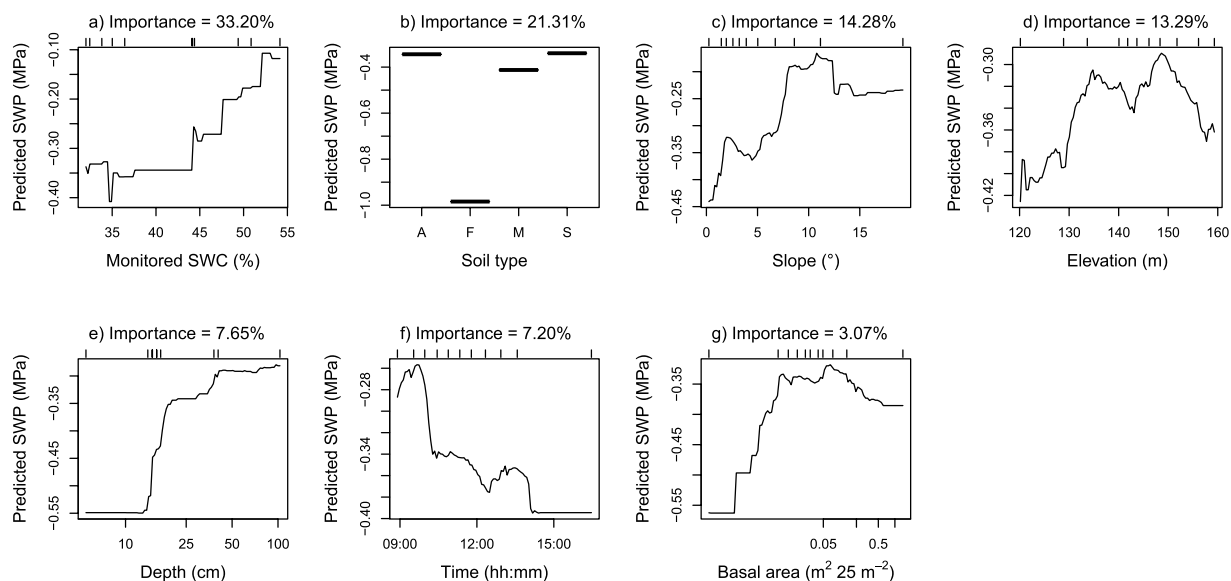 a) Importance = 33.20%
Predicted SWP (MPa)
−0.10
−0.20
−0.30
−0.40
35
40
45
50
55
Monitored SWC (%)
b) Importance = 21.31%
Predicted SWP (MPa)
−0.4
−0.6
−0.8
−1.0
A
F
M
S
Soil type
c) Importance = 14.28%
Predicted SWP (MPa)
−0.25
−0.35
−0.45
0
5
10
15
Slope (°)
d) Importance = 13.29%
Predicted SWP (MPa)
−0.30
−0.36
−0.42
120
130
140
150
160
Elevation (m)
e) Importance = 7.65%
Predicted SWP (MPa)
−0.35
−0.45
−0.55
10
25
50
100
Depth (cm)
f) Importance = 7.20%
Predicted SWP (MPa)
−0.28
−0.34
−0.40
09:00
12:00
15:00
Time (hh:mm)
g) Importance = 3.07%
Predicted SWP (MPa)
−0.35
−0.45
−0.55
0.05
0.5
Basal area (m² 25 m⁻²)